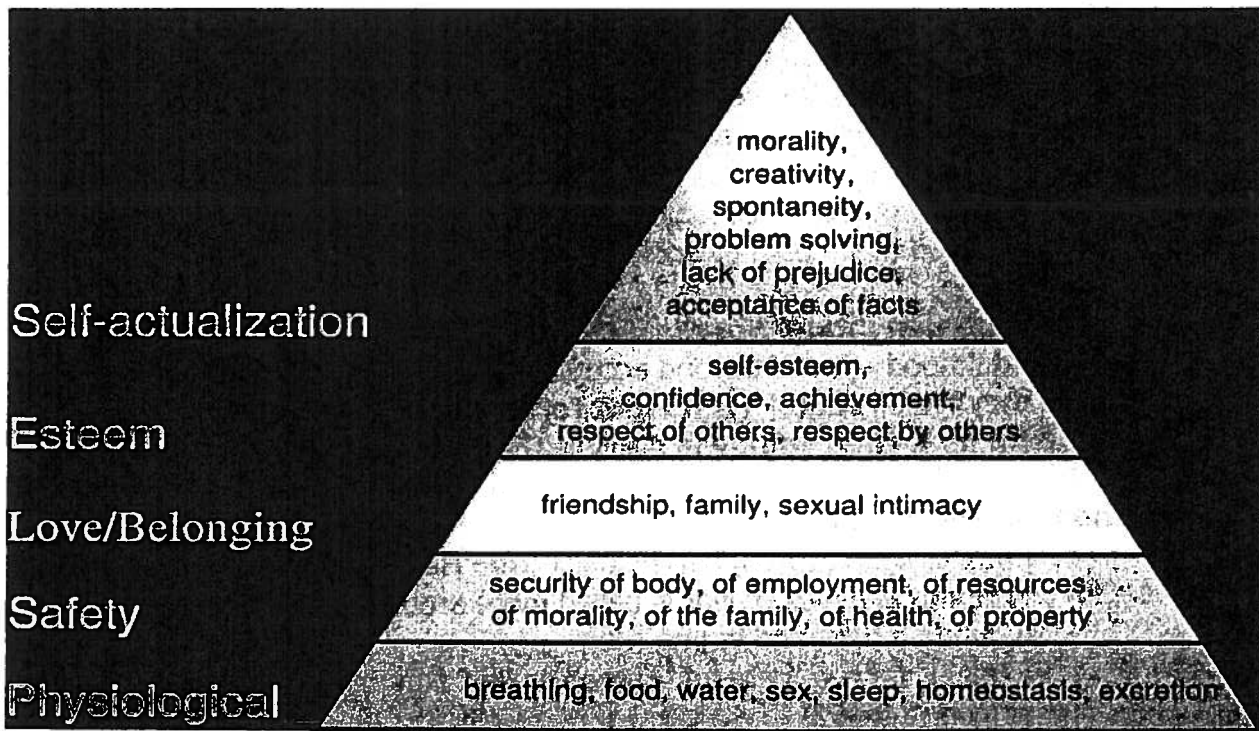 morality,
creativity,
spontaneity,
problem solving,
lack of prejudice,
acceptance of facts
Self-actualization
self-esteem,
confidence, achievement,
respect of others, respect by others
Esteem
friendship, family, sexual intimacy
Love/Belonging
security of body, of employment, of resources,
of morality, of the family, of health, of property
Safety
breathing, food, water, sex, sleep, homeostasis, excretion
Physiological